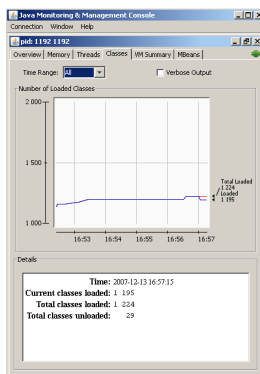 Java Monitoring & Management Console
Connection Window Help
pid: 1192 1192
Overview Memory Threads Classes VM Summary MBeans
Time Range: All Verbose Output
Number of Loaded Classes
2 000
1 500
1 000
Total Loaded
1 224
Loaded
1 195
16:53 16:54 16:55 16:56 16:57
Details
Time: 2007-12-13 16:57:15
Current classes loaded: 1 195
Total classes loaded: 1 224
Total classes unloaded: 29